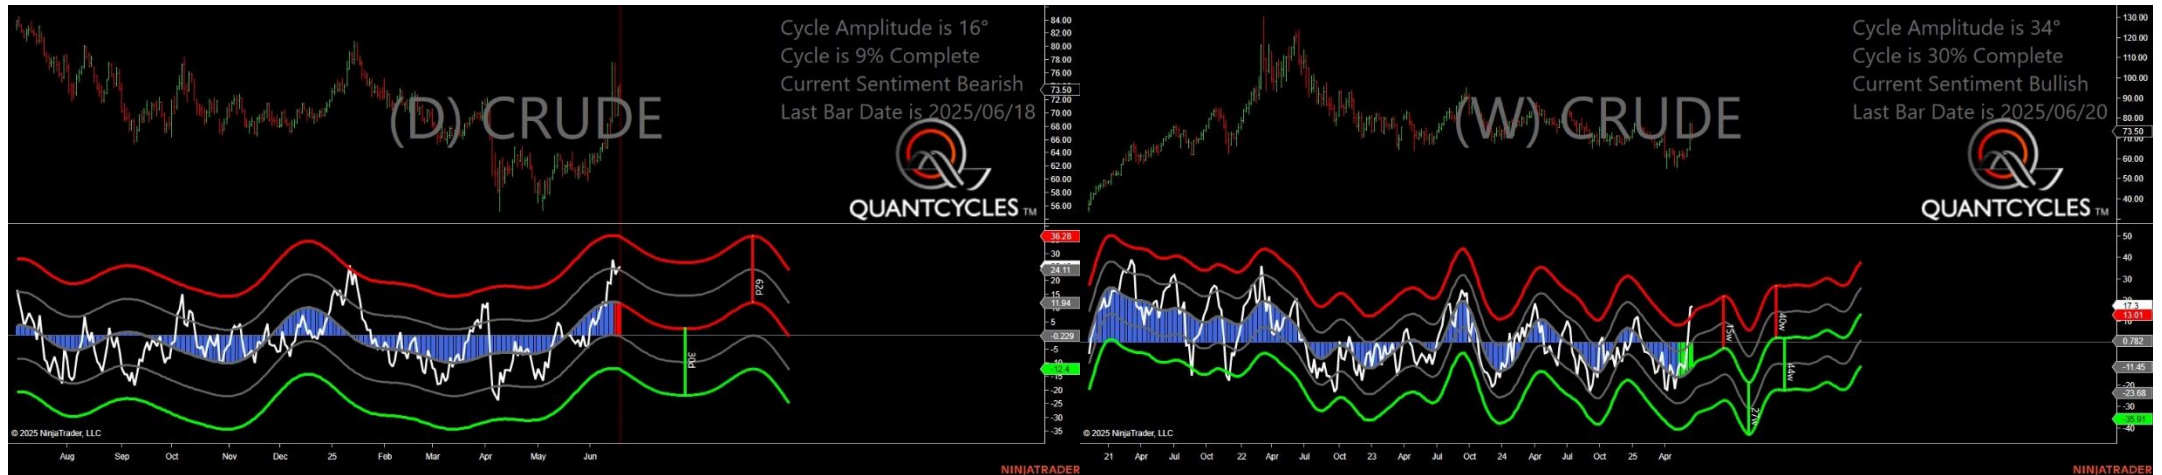 Cycle Amplitude is 16°
Cycle is 9% Complete
Current Sentiment Bearish
Last Bar Date is 2025/06/18
(D) CRUDE
QUANTCYCLES TM
84.00
82.00
80.00
78.00
76.00
73.50
72.00
70.00
68.00
66.00
64.00
62.00
60.00
58.00
56.00
36.28
30
24.11
20
11.94
5
-0.229
-5
-10
-12.4
-15
-20
-25
-30
-35
62d
30d
© 2025 NinjaTrader, LLC
Aug Sep Oct Nov Dec 25 Feb Mar Apr May Jun
NINJATRADER
Cycle Amplitude is 34°
Cycle is 30% Complete
Current Sentiment Bullish
Last Bar Date is 2025/06/20
(W) CRUDE
QUANTCYCLES TM
130.00
120.00
110.00
100.00
90.00
80.00
73.50
70.00
60.00
50.00
40.00
50
40
30
17.3
13.01
0.782
-11.45
-20
-23.68
-30
-35.91
-40
15w
40w
44w
27w
© 2025 NinjaTrader, LLC
21 Apr Jul Oct 22 Apr Jul Oct 23 Apr Jul Oct 24 Apr Jul Oct 25 Apr
NINJATRADER